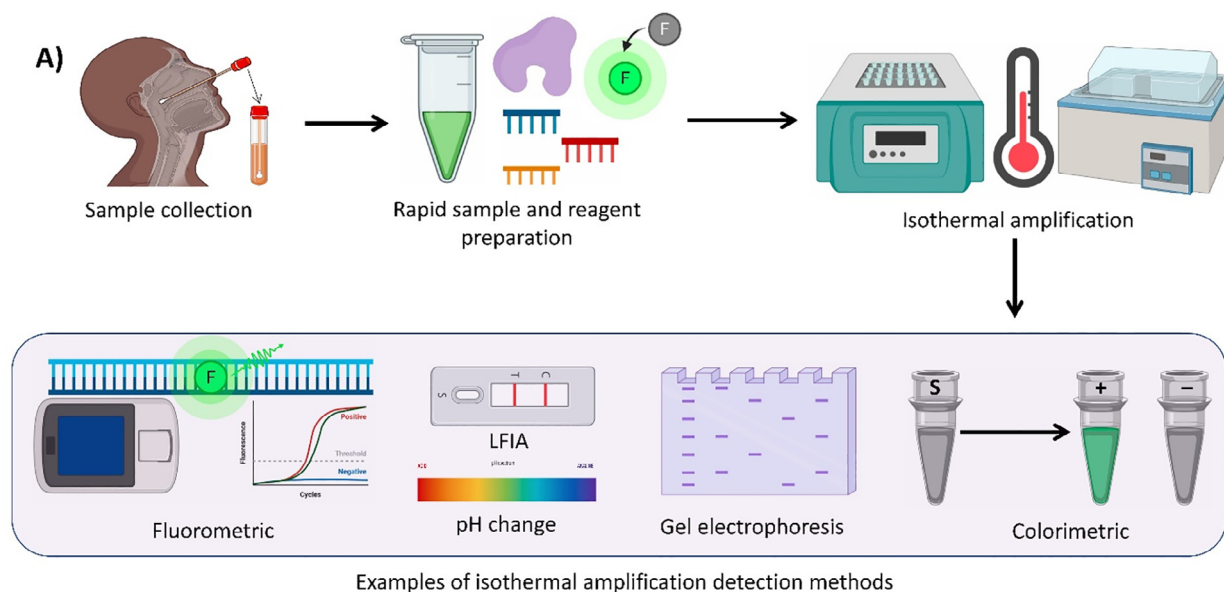 A)
F
F
Sample collection
Rapid sample and reagent
preparation
Isothermal amplification
F
Fluorescence
Positive
Threshold
Negative
Cycles
Fluorometric
S
T
C
LFIA
pH change
Gel electrophoresis
S
+
−
Colorimetric
Examples of isothermal amplification detection methods